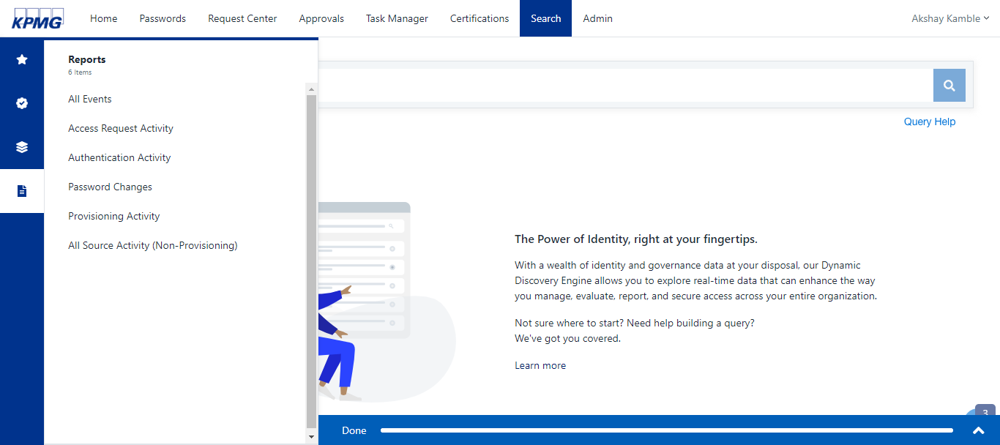 KPMG
Home
Passwords
Request Center
Approvals
Task Manager
Certifications
Search
Admin
Akshay Kamble
Reports
6 Items
All Events
Access Request Activity
Authentication Activity
Password Changes
Provisioning Activity
All Source Activity (Non-Provisioning)
Query Help
The Power of Identity, right at your fingertips.
With a wealth of identity and governance data at your disposal, our Dynamic
Discovery Engine allows you to explore real-time data that can enhance the way
you manage, evaluate, report, and secure access across your entire organization.
Not sure where to start? Need help building a query?
We've got you covered.
Learn more
3
Done